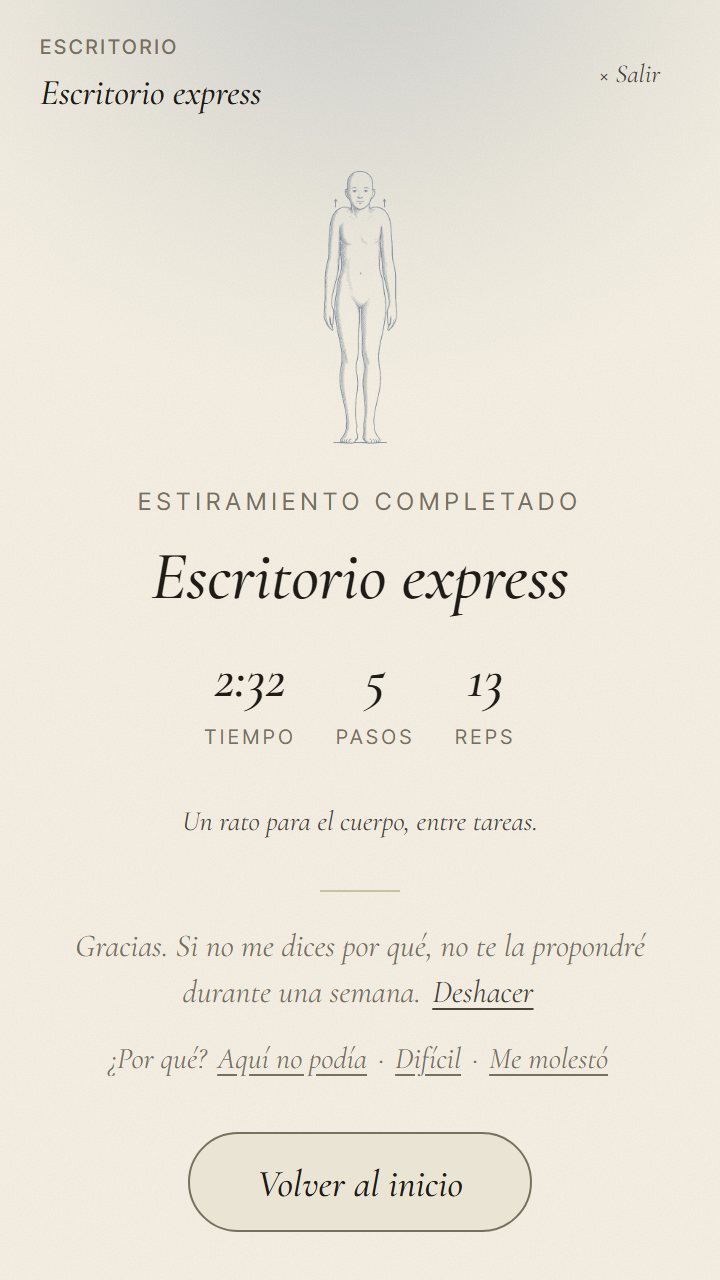 ESCRITORIO
Escritorio express
× Salir
ESTIRAMIENTO COMPLETADO
Escritorio express
2:32 5 13
TIEMPO PASOS REPS
Un rato para el cuerpo, entre tareas.
Gracias. Si no me dices por qué, no te la propondré
durante una semana. Deshacer
¿Por qué? Aquí no podía · Difícil · Me molestó
Volver al inicio